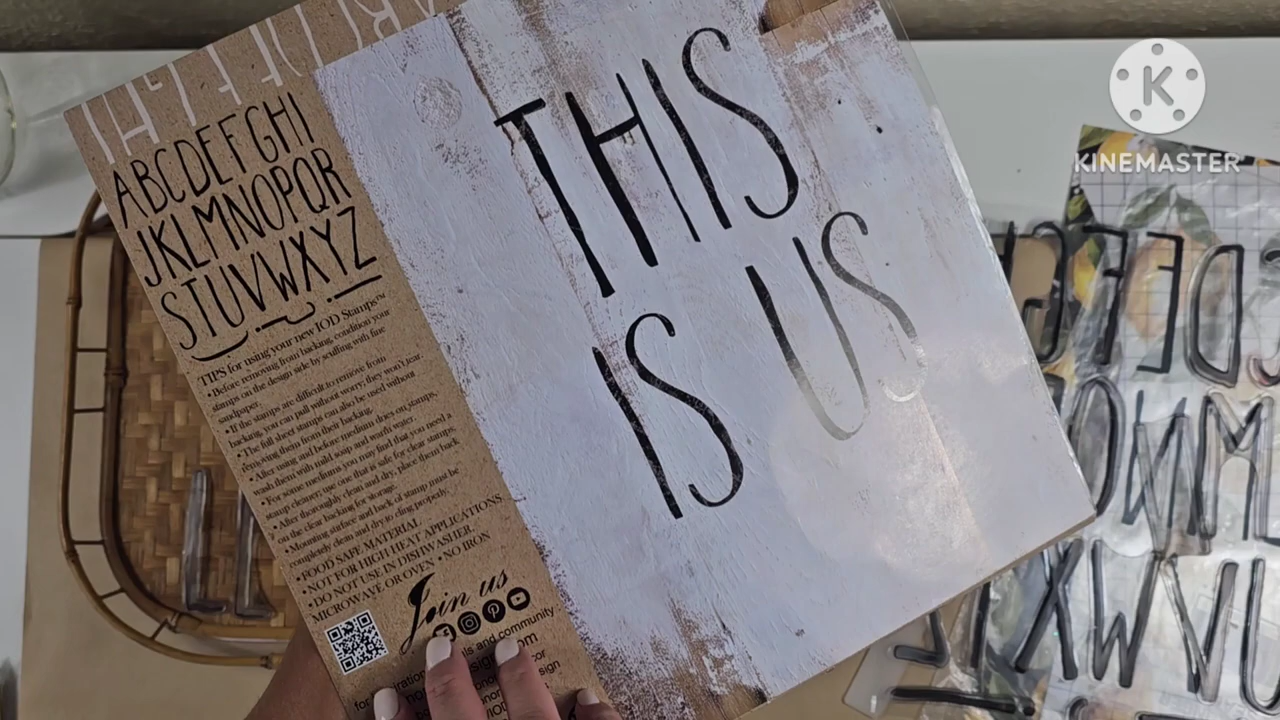 ABCDEFGHI
JKLMNOPQR
STUVWXYZ
TIPS for using your new IOD Stamps™
• Before removing from backing, condition your
stamps on the design side by scuffing with fine
sandpaper.
• If the stamps are difficult to remove from
backing, you can pull without worry; they won't tear.
• The full sheet stamps can also be used without
removing them from their backing.
• After using and before medium dries on stamps,
wash them with mild soap and warm water.
• For some mediums you may find that you need a
stamp cleaner; use one that is safe for clear stamps.
• After thoroughly clean and dry, place them back
on the clear backing for storage.
• Mounting surface and back of stamp must be
completely clean and dry to cling properly.
• FOOD SAFE MATERIAL
• NOT FOR HIGH HEAT APPLICATIONS
• DO NOT USE IN DISHWASHER,
MICROWAVE OR OVEN • NO IRON
Join us
and community
THIS
IS US
KINEMASTER